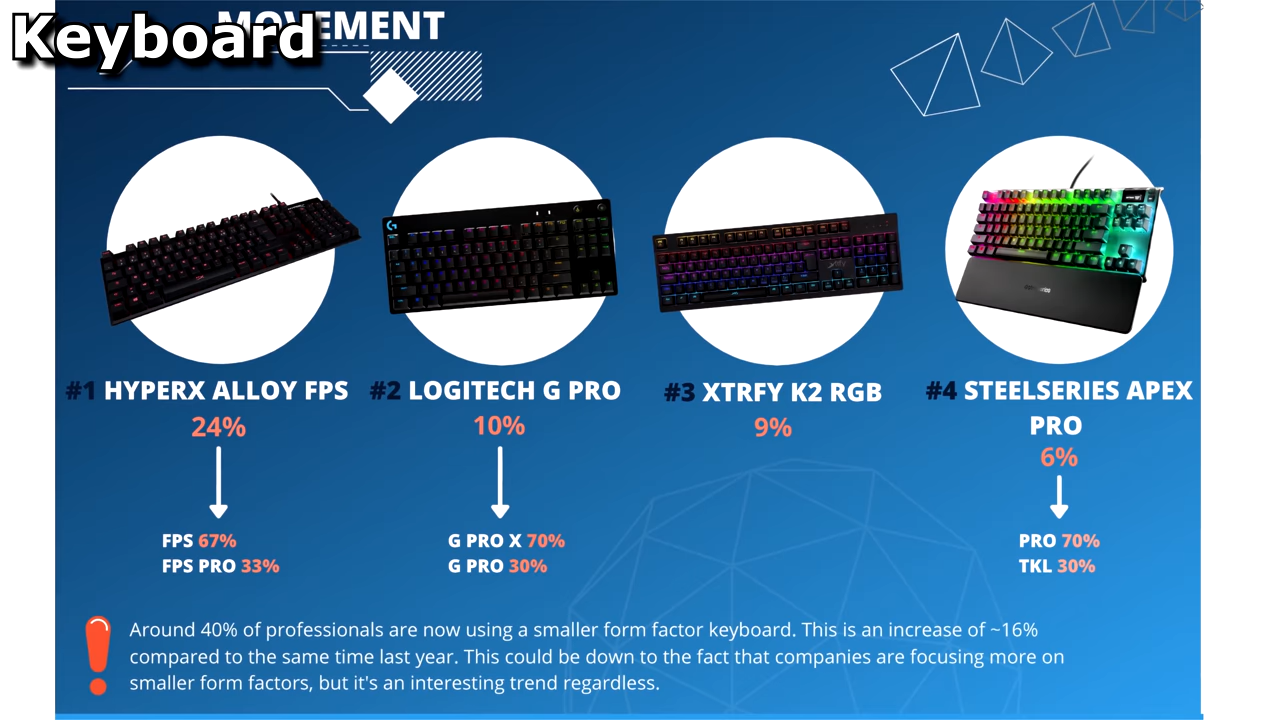 MOVEMENT
Keyboard
#1 HYPERX ALLOY FPS
24%
FPS 67%
FPS PRO 33%
#2 LOGITECH G PRO
10%
G PRO X 70%
G PRO 30%
#3 XTRFY K2 RGB
9%
#4 STEELSERIES APEX
PRO
6%
PRO 70%
TKL 30%
Around 40% of professionals are now using a smaller form factor keyboard. This is an increase of ~16%
compared to the same time last year. This could be down to the fact that companies are focusing more on
smaller form factors, but it's an interesting trend regardless.